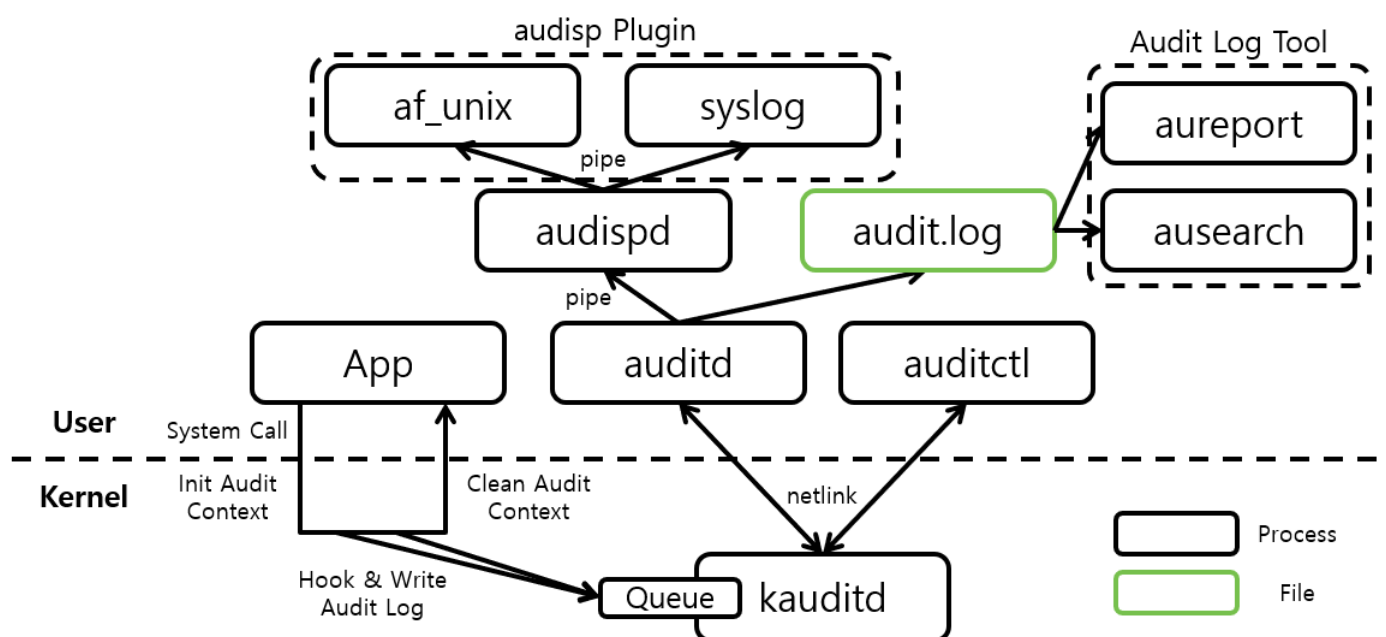 audisp Plugin
Audit Log Tool
af_unix
syslog
aureport
pipe
audispd
audit.log
ausearch
pipe
App
auditd
auditctl
User
System Call
Kernel
Init Audit
Context
Clean Audit
Context
netlink
Process
Hook & Write
Audit Log
Queue
kauditd
File